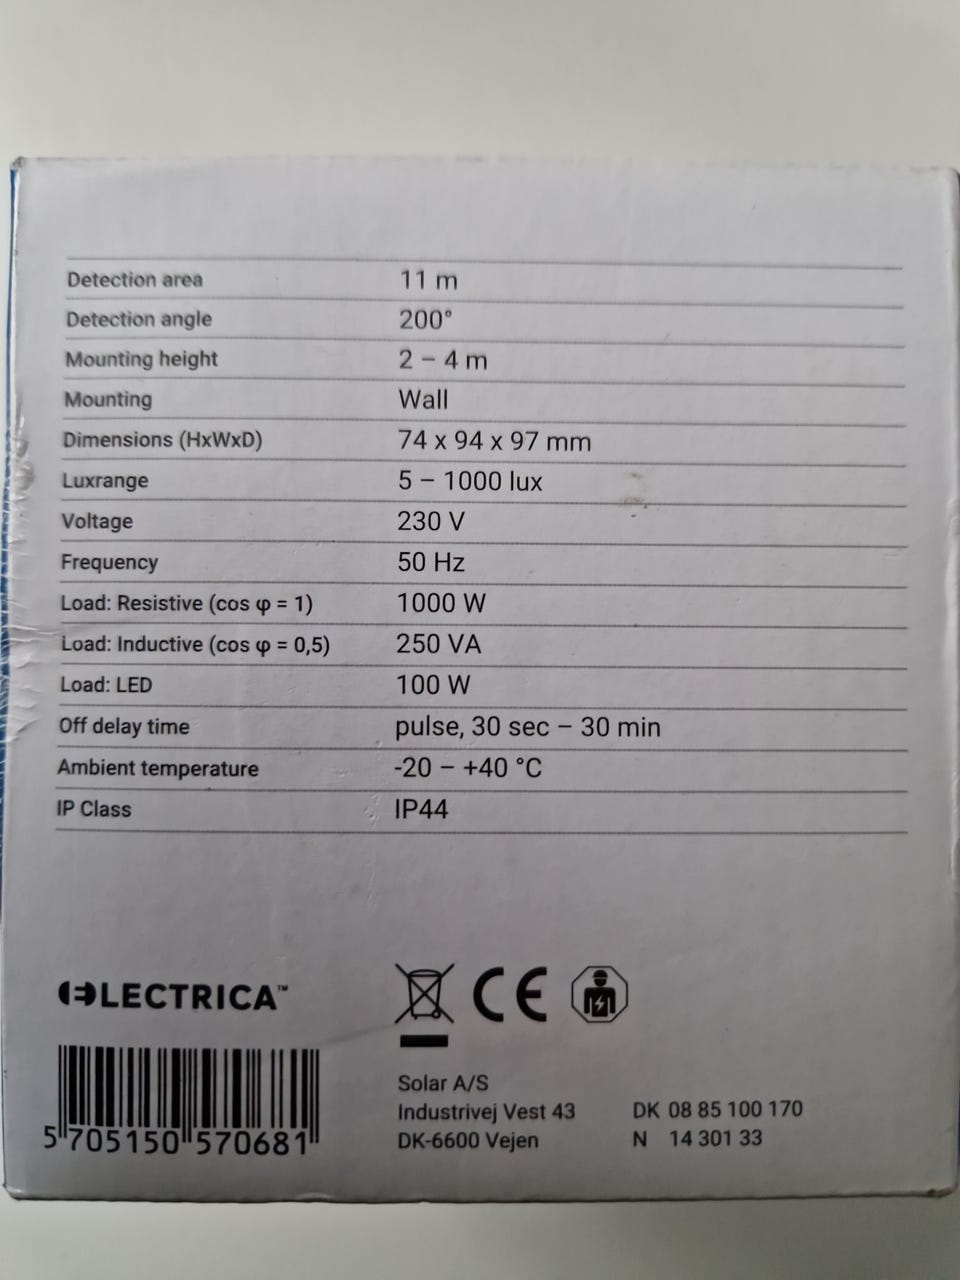 Detection area 11 m
Detection angle 200°
Mounting height 2 – 4 m
Mounting Wall
Dimensions (HxWxD) 74 x 94 x 97 mm
Luxrange 5 – 1000 lux
Voltage 230 V
Frequency 50 Hz
Load: Resistive (cos φ = 1) 1000 W
Load: Inductive (cos φ = 0,5) 250 VA
Load: LED 100 W
Off delay time pulse, 30 sec – 30 min
Ambient temperature -20 – +40 °C
IP Class IP44
ELECTRICA™
CE
5 705150 570681
Solar A/S
Industrivej Vest 43 DK 08 85 100 170
DK-6600 Vejen N 14 301 33